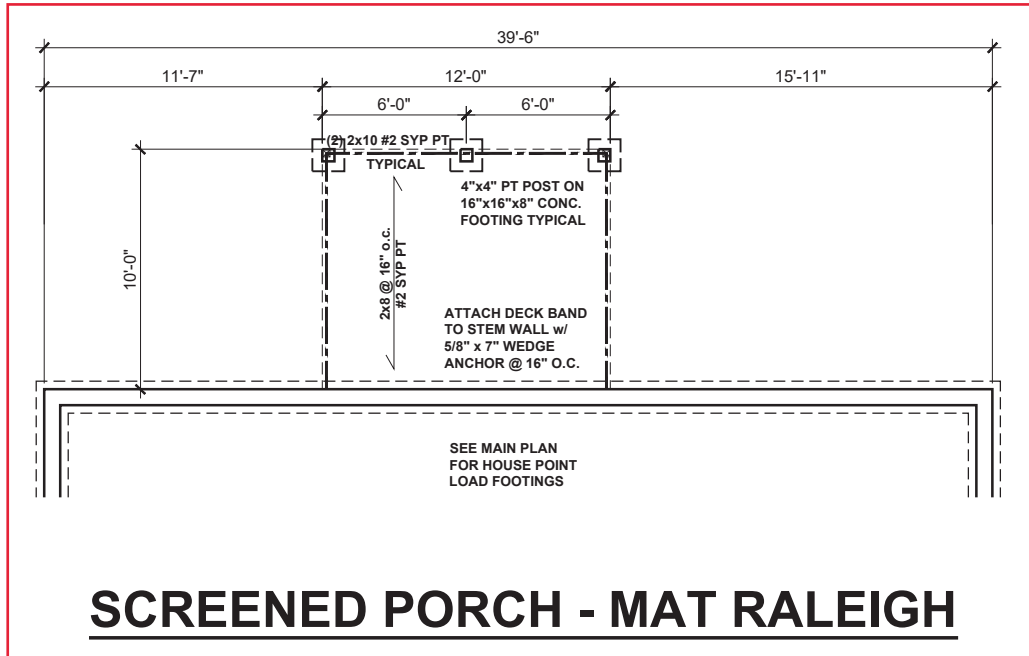 39'-6"
11'-7"
12'-0"
15'-11"
6'-0"
6'-0"
(2) 2x10 #2 SYP PT
TYPICAL
4"x4" PT POST ON
16"x16"x8" CONC.
FOOTING TYPICAL
10'-0"
2x8 @ 16" o.c.
#2 SYP PT
ATTACH DECK BAND
TO STEM WALL w/
5/8" x 7" WEDGE
ANCHOR @ 16" O.C.
SEE MAIN PLAN
FOR HOUSE POINT
LOAD FOOTINGS
SCREENED PORCH - MAT RALEIGH